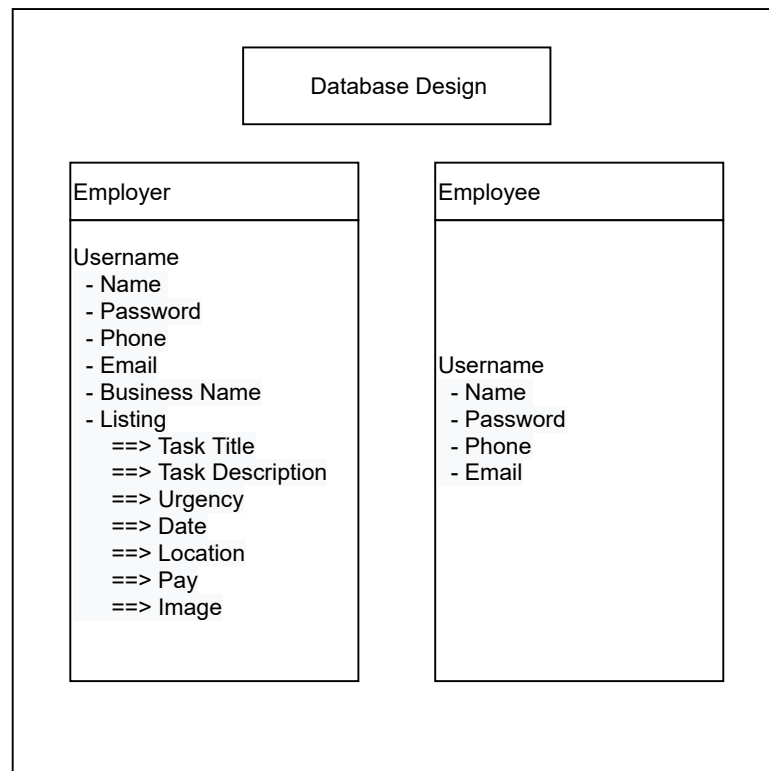 Database Design
Employer
Username
- Name
- Password
- Phone
- Email
- Business Name
- Listing
==> Task Title
==> Task Description
==> Urgency
==> Date
==> Location
==> Pay
==> Image
Employee
Username
- Name
- Password
- Phone
- Email